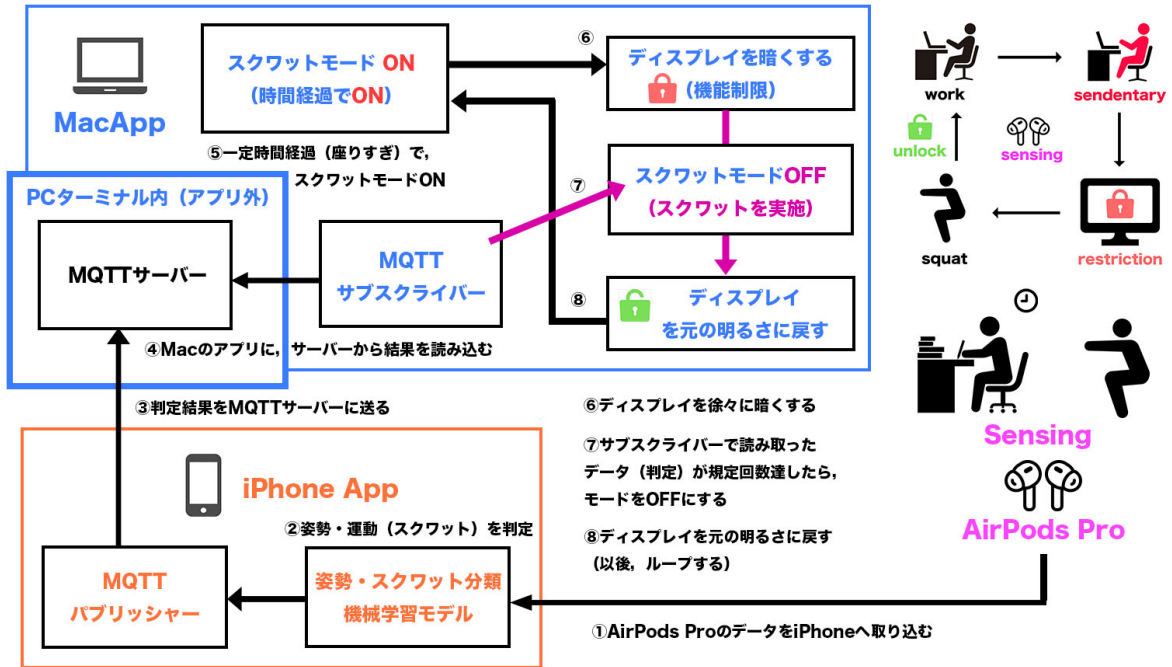 MacApp
スクワットモード ON
（時間経過でON）
⑥
ディスプレイを暗くする
（機能制限）
⑤一定時間経過（座りすぎ）で，
スクワットモードON
⑦
スクワットモードOFF
（スクワットを実施）
PCターミナル内（アプリ外）
MQTTサーバー
MQTT
サブスクライバー
⑧
ディスプレイ
を元の明るさに戻す
④Macのアプリに，サーバーから結果を読み込む
③判定結果をMQTTサーバーに送る
iPhone App
②姿勢・運動（スクワット）を判定
MQTT
パブリッシャー
姿勢・スクワット分類
機械学習モデル
①AirPods ProのデータをiPhoneへ取り込む
⑥ディスプレイを徐々に暗くする
⑦サブスクライバーで読み取った
データ（判定）が規定回数達したら，
モードをOFFにする
⑧ディスプレイを元の明るさに戻す
（以後，ループする）
work
sendentary
unlock
sensing
squat
restriction
Sensing
AirPods Pro